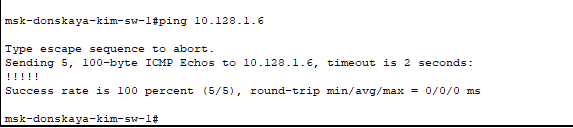 msk-donskaya-kim-sw-1#ping 10.128.1.6
Type escape sequence to abort.
Sending 5, 100-byte ICMP Echos to 10.128.1.6, timeout is 2 seconds:
!!!!!
Success rate is 100 percent (5/5), round-trip min/avg/max = 0/0/0 ms
msk-donskaya-kim-sw-1#